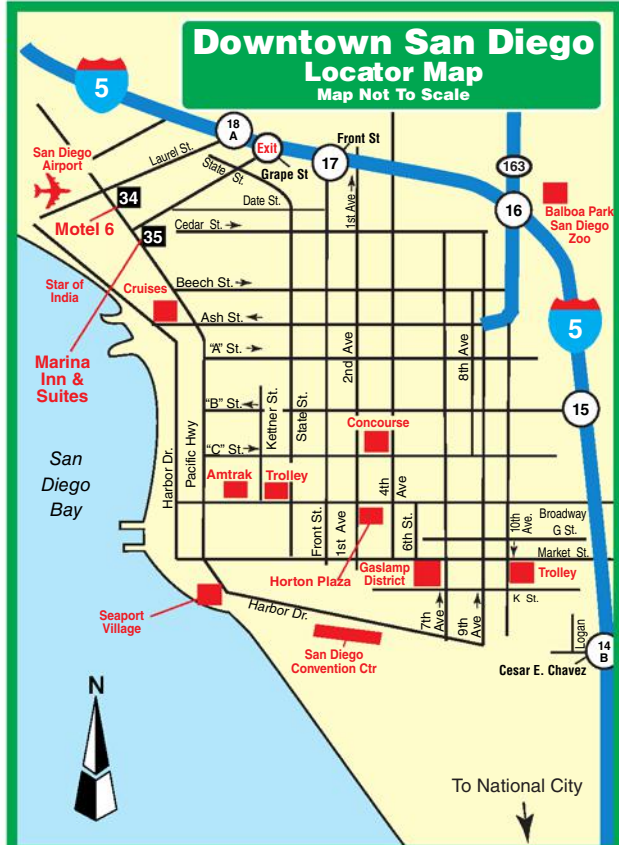 Downtown San Diego
Locator Map
Map Not To Scale
5
18
A
Exit
Grape St
Front St
17
163
16
Balboa Park
San Diego
Zoo
San Diego
Airport
Laurel St.
State St.
1st Ave
34
Motel 6
Date St.
35
Cedar St.
Star of
India
Cruises
Beech St.
Ash St.
5
Marina
Inn &
Suites
"A" St.
2nd Ave
8th Ave
"B" St.
Kettner St.
State St.
15
Concourse
"C" St.
San
Diego
Bay
Harbor Dr.
Pacific Hwy
Amtrak
Trolley
4th
Ave
Front St.
1st Ave
6th St.
10th
Ave.
Broadway
G St.
Market St.
Horton Plaza
Gaslamp
District
Trolley
K St.
Seaport
Village
Harbor Dr.
7th
Ave
9th
Ave
San Diego
Convention Ctr
Logan
14
B
Cesar E. Chavez
N
To National City